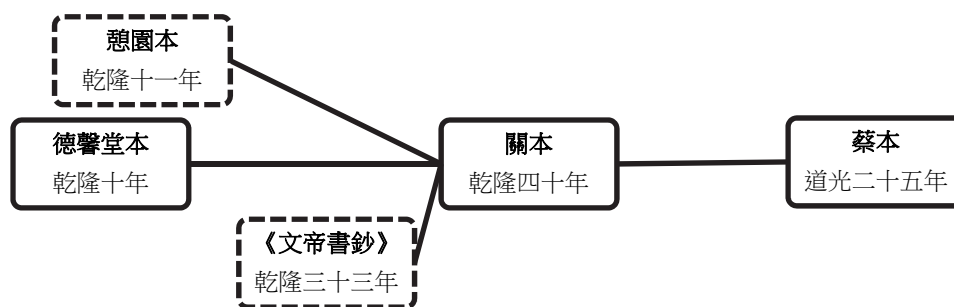 憩園本
乾隆十一年
德馨堂本
乾隆十年
關本
乾隆四十年
蔡本
道光二十五年
《文帝書鈔》
乾隆三十三年